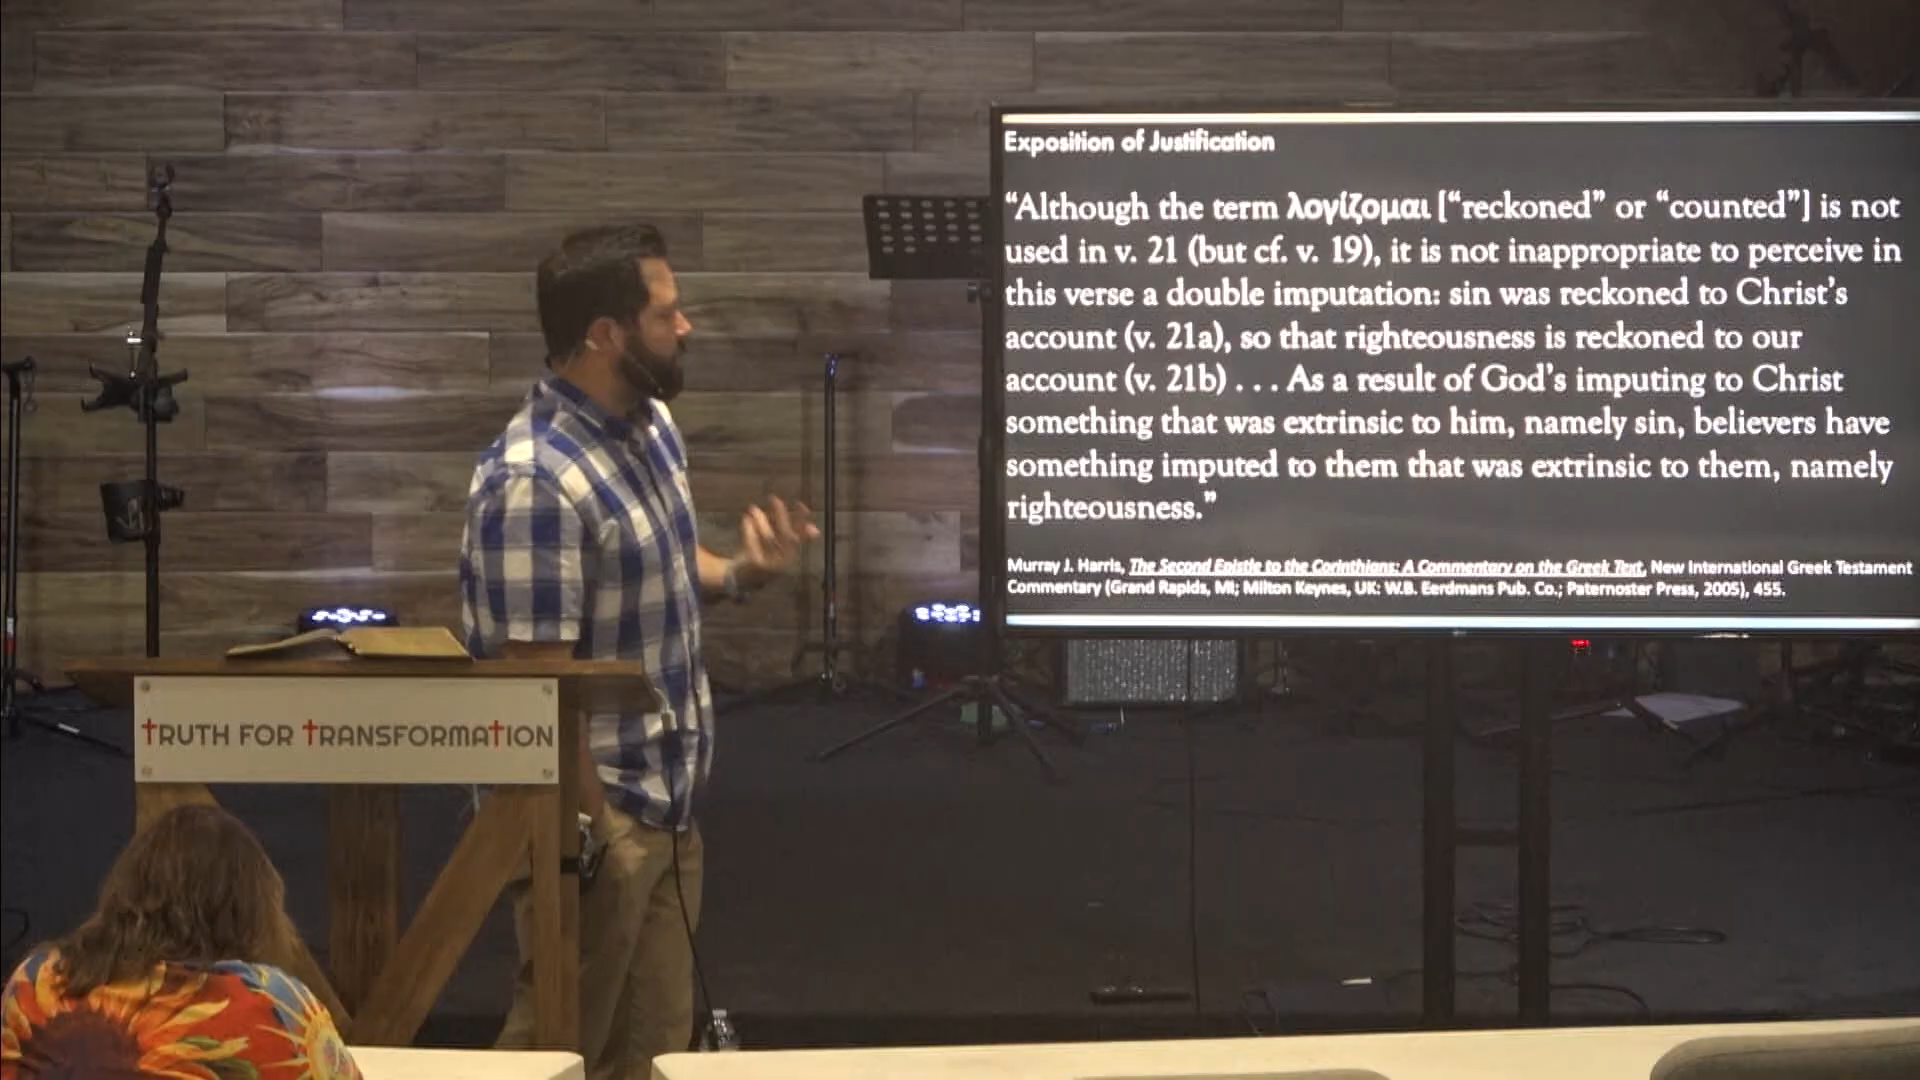 Exposition of Justification
“Although the term λογίζομαι [“reckoned” or “counted”] is not
used in v. 21 (but cf. v. 19), it is not inappropriate to perceive in
this verse a double imputation: sin was reckoned to Christ’s
account (v. 21a), so that righteousness is reckoned to our
account (v. 21b) . . . As a result of God’s imputing to Christ
something that was extrinsic to him, namely sin, believers have
something imputed to them that was extrinsic to them, namely
righteousness.”
Murray J. Harris, The Second Epistle to the Corinthians: A Commentary on the Greek Text, New International Greek Testament
Commentary (Grand Rapids, MI; Milton Keynes, UK: W.B. Eerdmans Pub. Co.; Paternoster Press, 2005), 455.
TRUTH FOR TRANSFORMATION